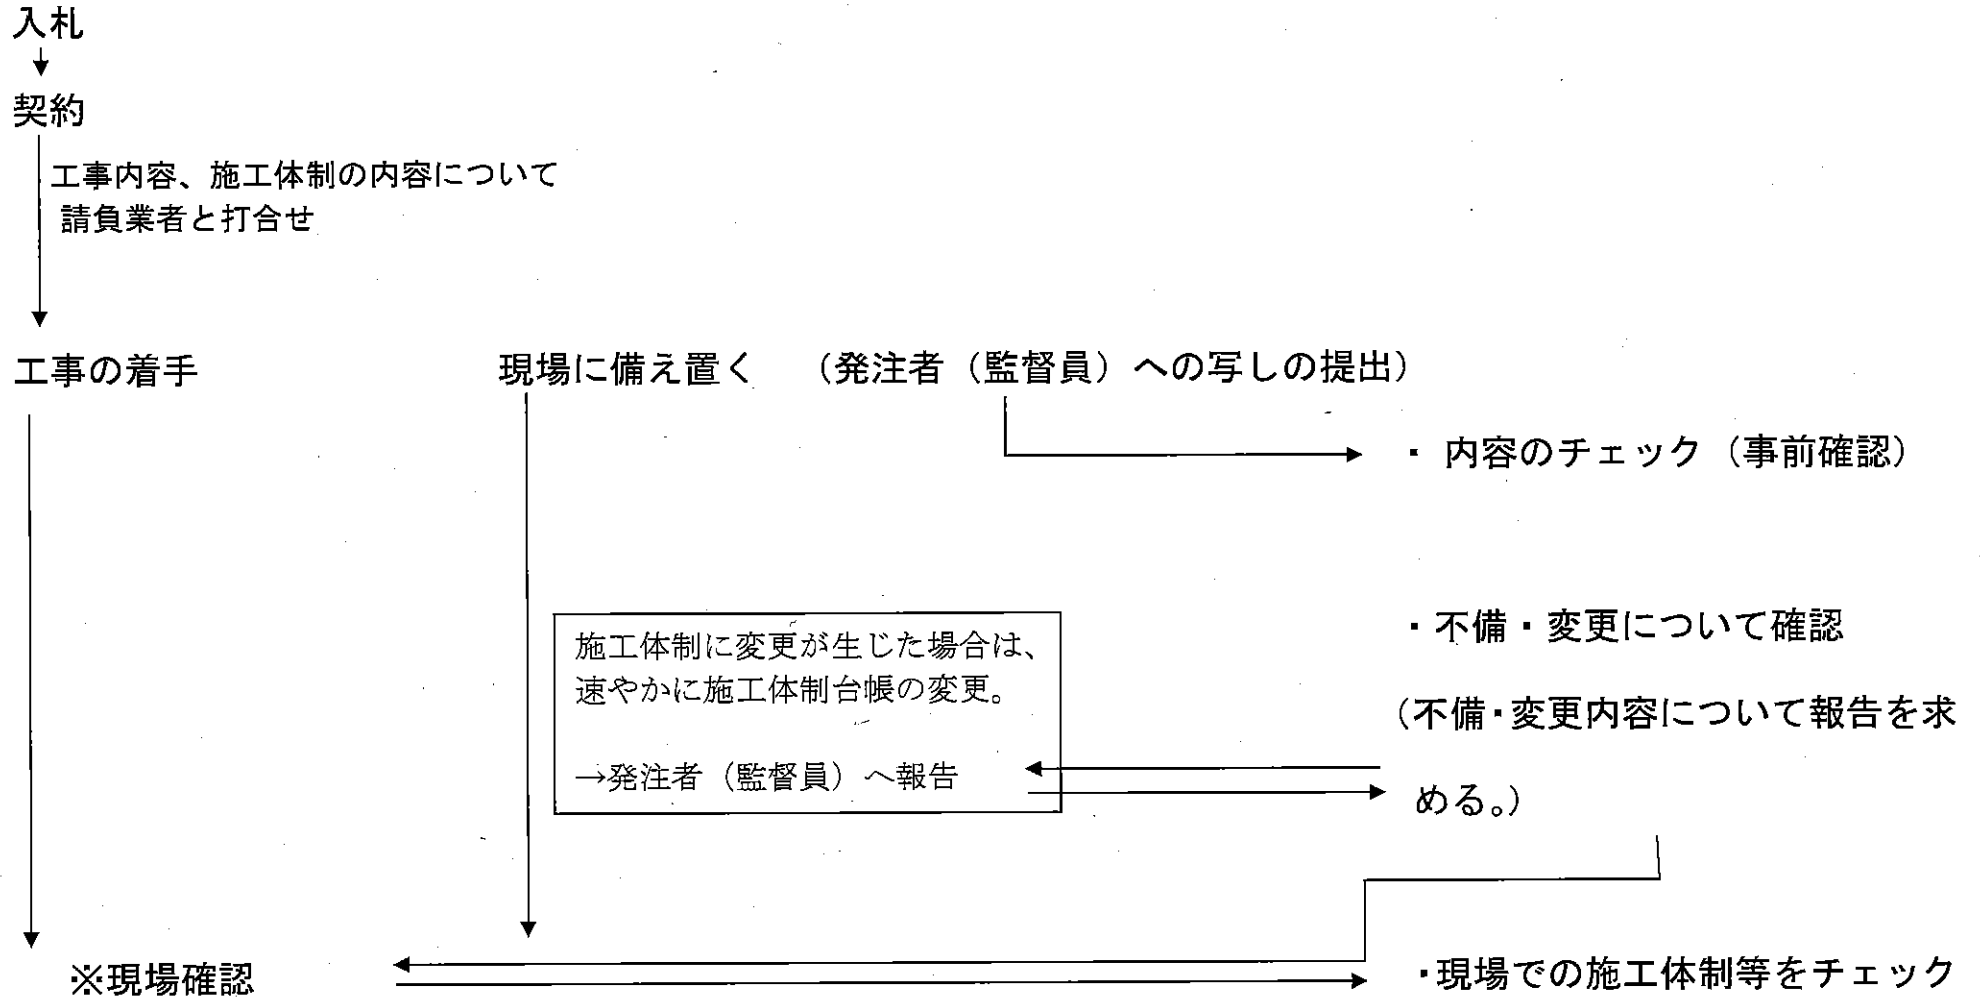 入札
契約
工事内容、施工体制の内容について
請負業者と打合せ
工事の着手
現場に備え置く　（発注者（監督員）への写しの提出）
・ 内容のチェック（事前確認）
・不備・変更について確認
（不備・変更内容について報告を求
める。）
施工体制に変更が生じた場合は、
速やかに施工体制台帳の変更。
→発注者（監督員）へ報告
※現場確認
・現場での施工体制等をチェック